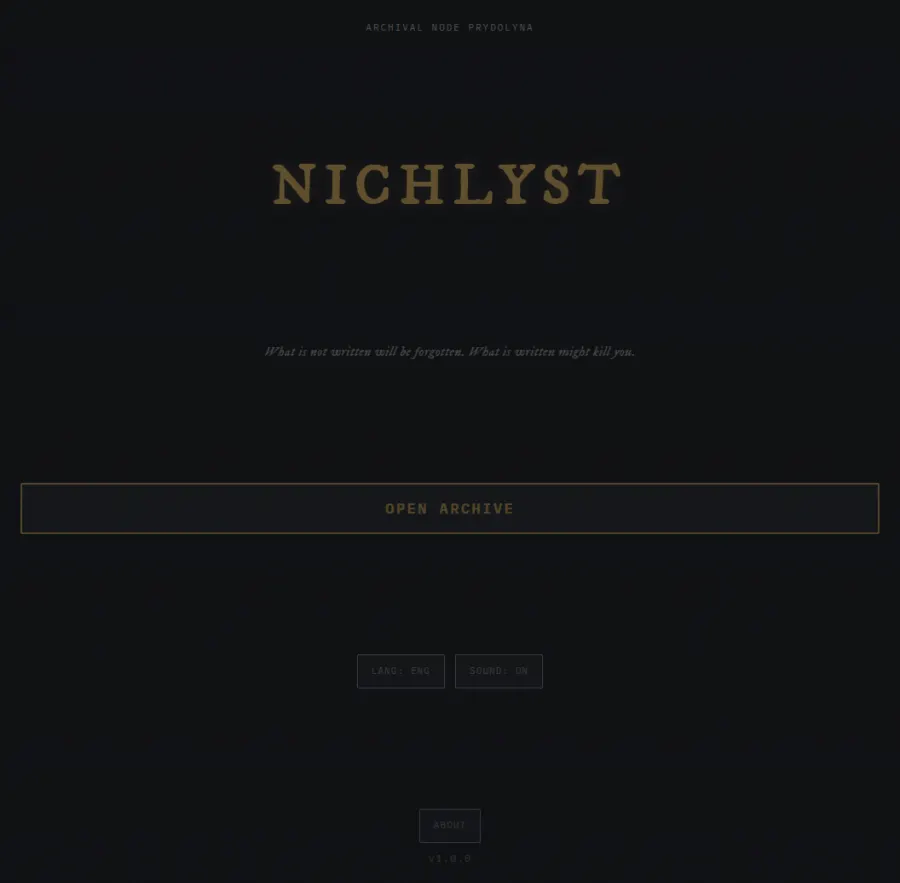 ARCHIVAL NODE PRYDOLYNA
NICHLYST
What is not written will be forgotten. What is written might kill you.
OPEN ARCHIVE
LANG: ENG
SOUND: ON
ABOUT
v1.0.0